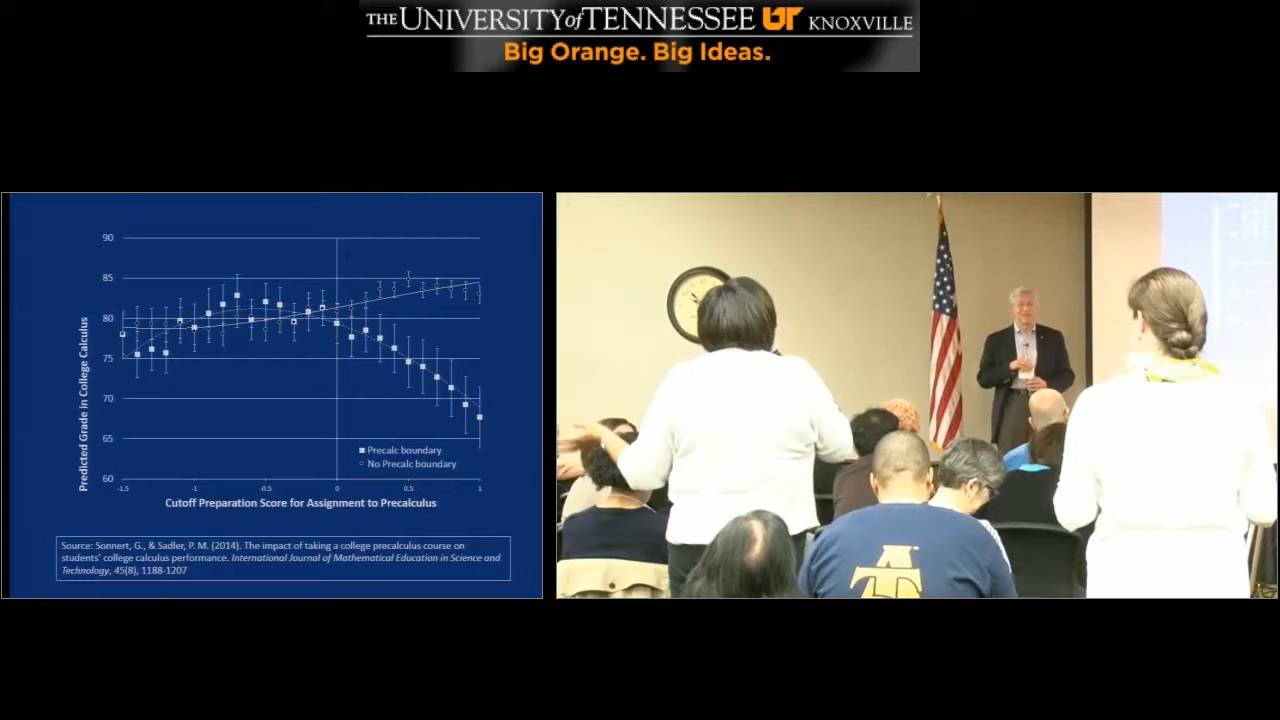 THE UNIVERSITY of TENNESSEE UT KNOXVILLE
Big Orange. Big Ideas.
90
85
80
75
70
65
60
Predicted Grade in College Calculus
Precalc boundary
No Precalc boundary
-1.5 -1 -0.5 0 0.5 1
Cutoff Preparation Score for Assignment to Precalculus
Source: Sonnert, G., & Sadler, P. M. (2014). The impact of taking a college precalculus course on
students' college calculus performance. International Journal of Mathematical Education in Science and
Technology, 45(8), 1188-1207
AT